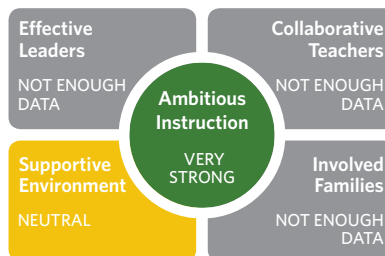 Effective
Leaders
NOT ENOUGH
DATA
Collaborative
Teachers
NOT ENOUGH
DATA
Ambitious
Instruction
VERY
STRONG
Supportive
Environment
NEUTRAL
Involved
Families
NOT ENOUGH
DATA